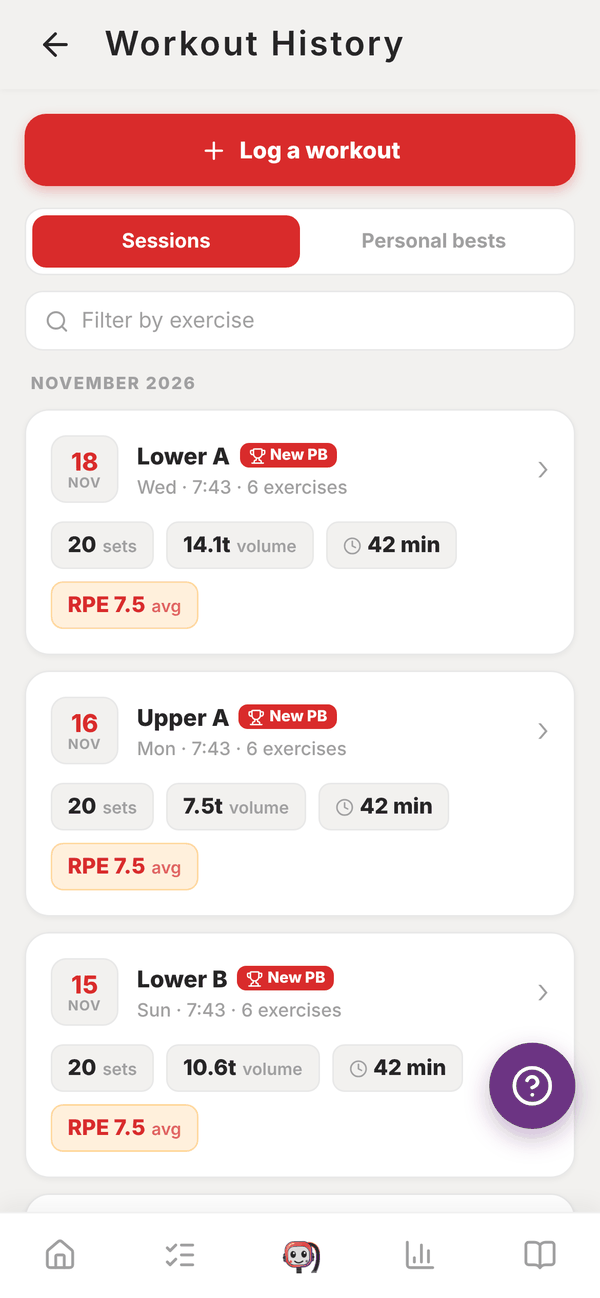 Workout History
Log a workout
Sessions Personal bests
Filter by exercise
NOVEMBER 2026
18 NOV
Lower A New PB
Wed · 7:43 · 6 exercises
20 sets 14.1t volume 42 min
RPE 7.5 avg
16 NOV
Upper A New PB
Mon · 7:43 · 6 exercises
20 sets 7.5t volume 42 min
RPE 7.5 avg
15 NOV
Lower B New PB
Sun · 7:43 · 6 exercises
20 sets 10.6t volume 42 min
RPE 7.5 avg